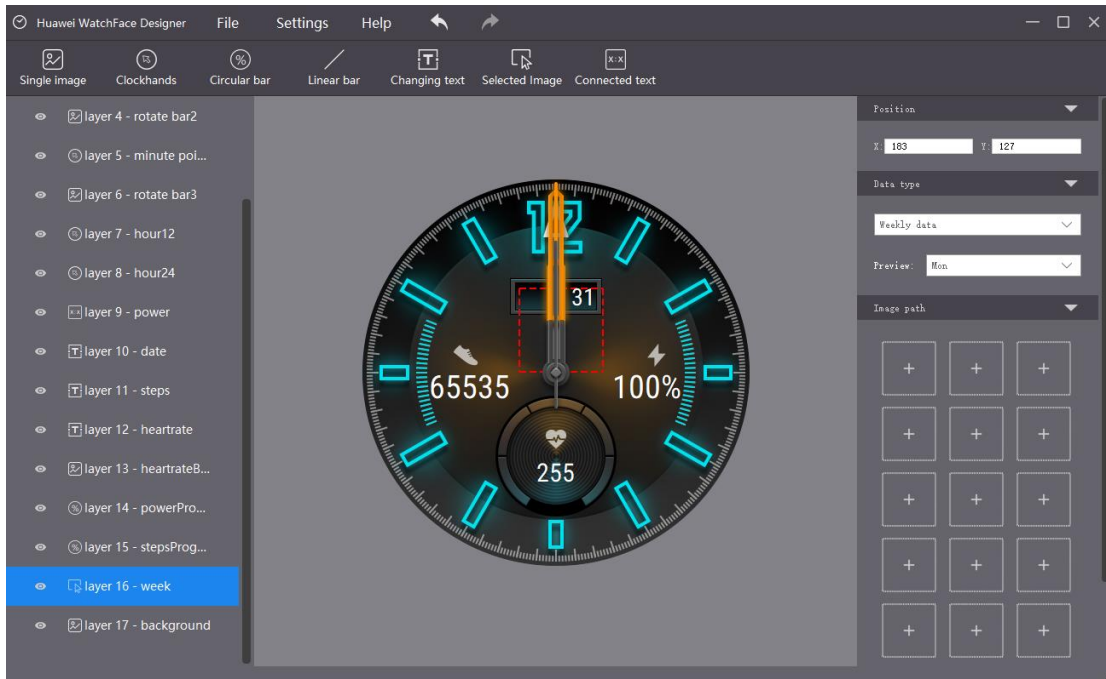 Huawei WatchFace Designer File Settings Help
Single image Clockhands Circular bar Linear bar Changing text Selected Image Connected text
layer 4 - rotate bar2
layer 5 - minute poi...
layer 6 - rotate bar3
layer 7 - hour12
layer 8 - hour24
layer 9 - power
layer 10 - date
layer 11 - steps
layer 12 - heartrate
layer 13 - heartrateB...
layer 14 - powerPro...
layer 15 - stepsProg...
layer 16 - week
layer 17 - background
12
31
65535
100%
255
Position
X: 183 Y: 127
Data type
Weekly data
Preview: Mon
Image path